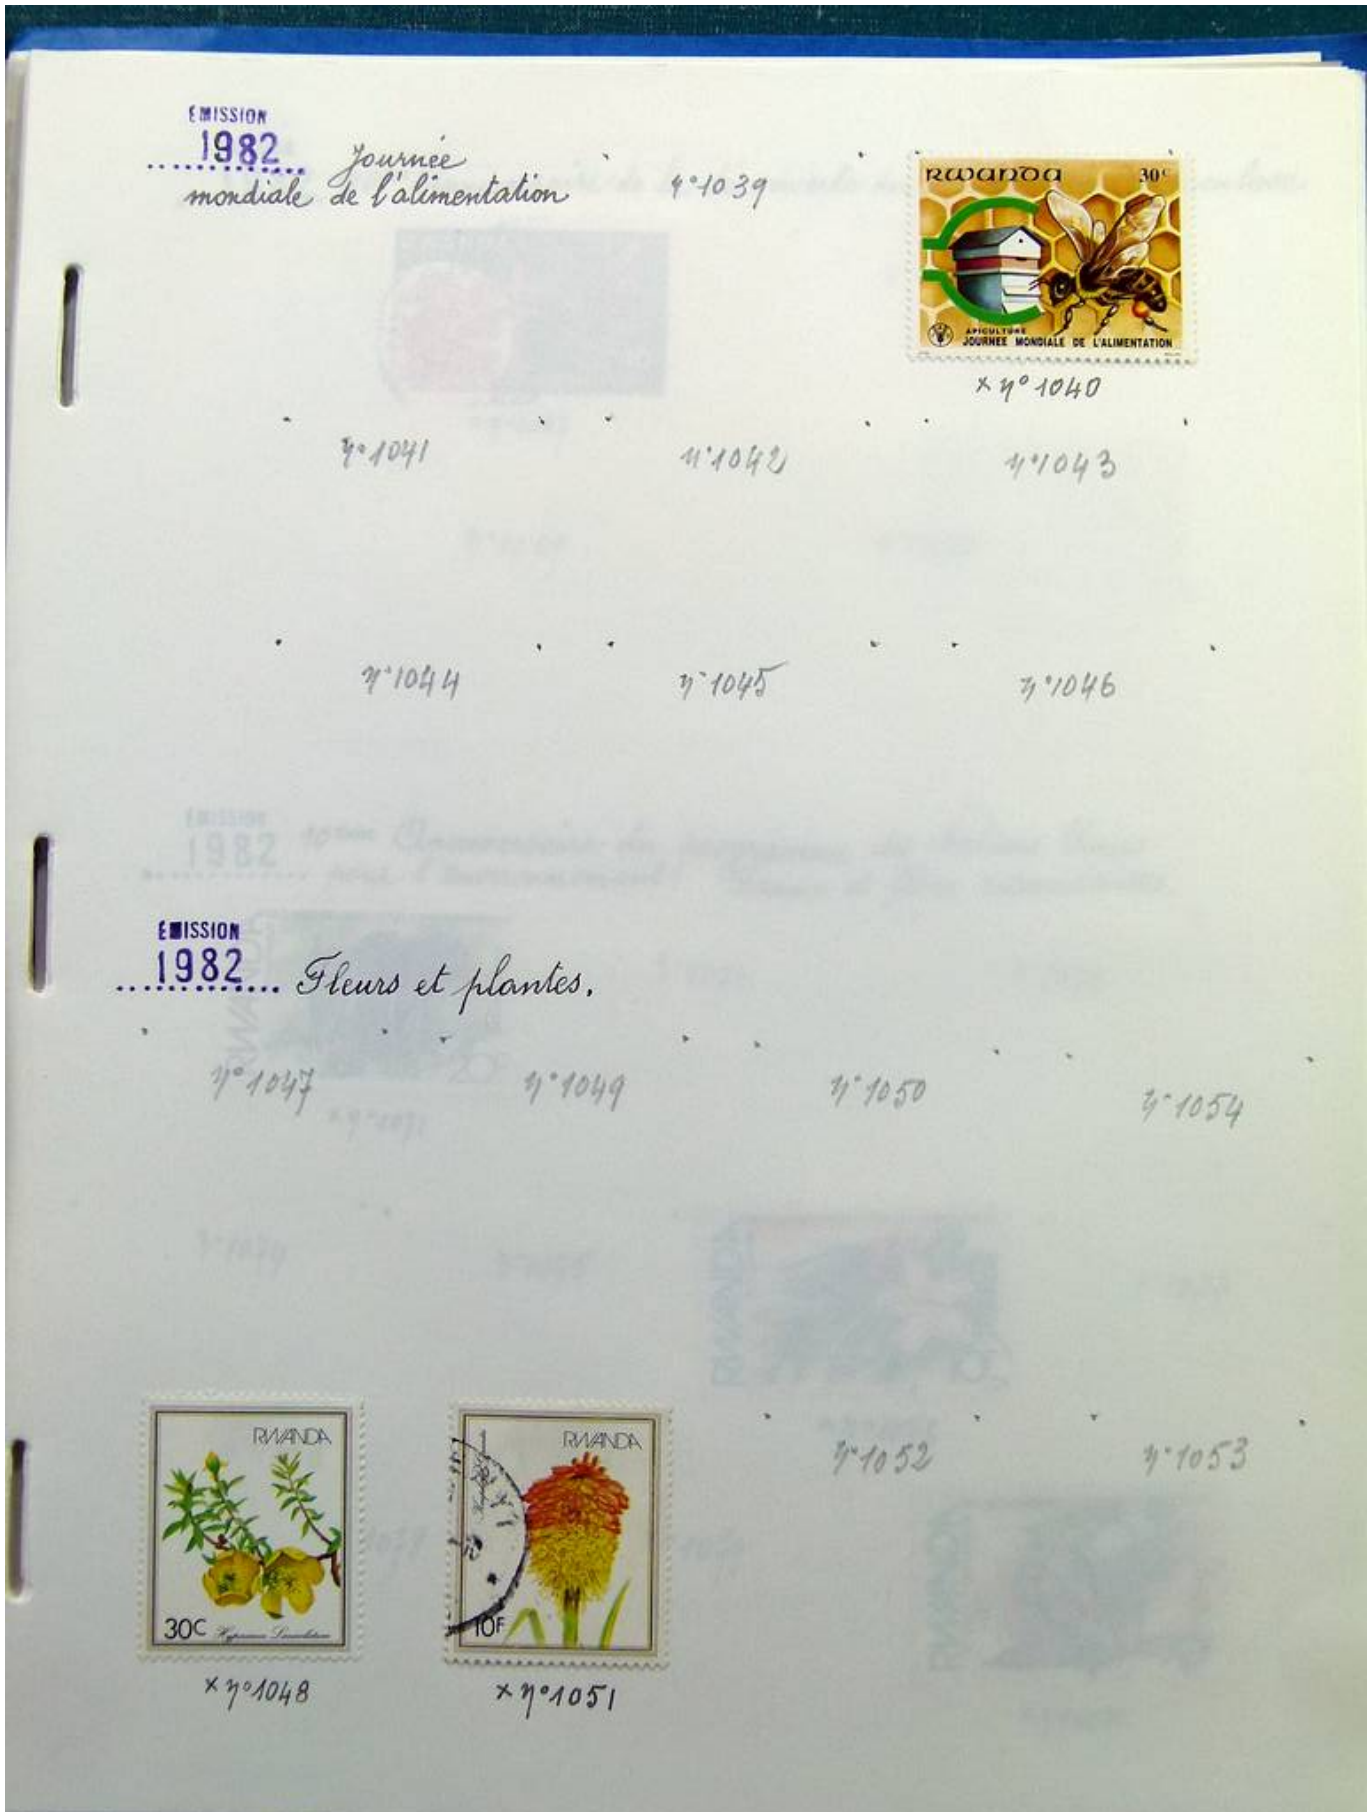 EMISSION
1982
Journée
mondiale de l'alimentation
n°1039
RWANDA 30c
APICULTURE
JOURNEE MONDIALE DE L'ALIMENTATION
x n°1040
n°1041 n°1042 n°1043
n°1044 n°1045 n°1046
EMISSION
1982 Fleurs et plantes.
n°1047 n°1049 n°1050 n°1054
RWANDA
30C
RWANDA
10F
n°1052 n°1053
x n°1048 x n°1051